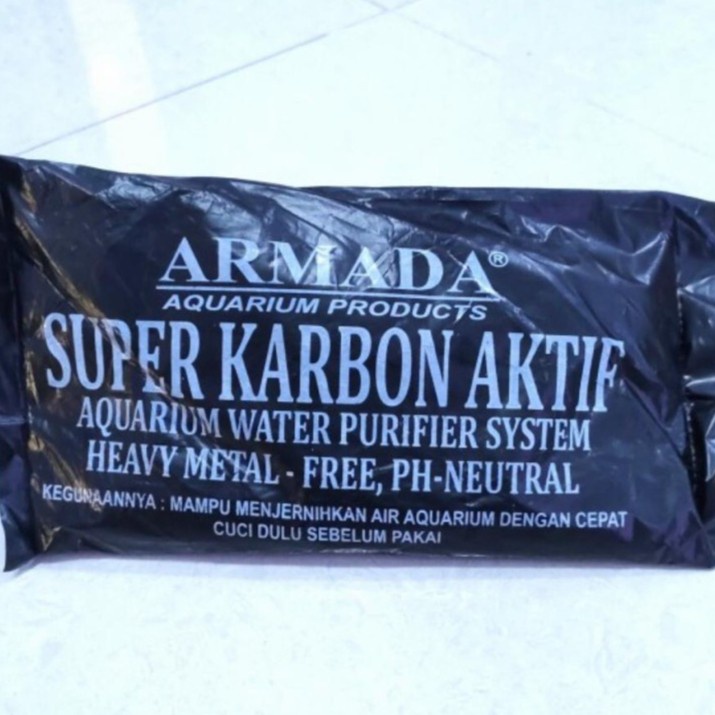 ARMADA®
AQUARIUM PRODUCTS
SUPER KARBON AKTIF
AQUARIUM WATER PURIFIER SYSTEM
HEAVY METAL - FREE, PH-NEUTRAL
KEGUNAANNYA : MAMPU MENJERNIHKAN AIR AQUARIUM DENGAN CEPAT
CUCI DULU SEBELUM PAKAI